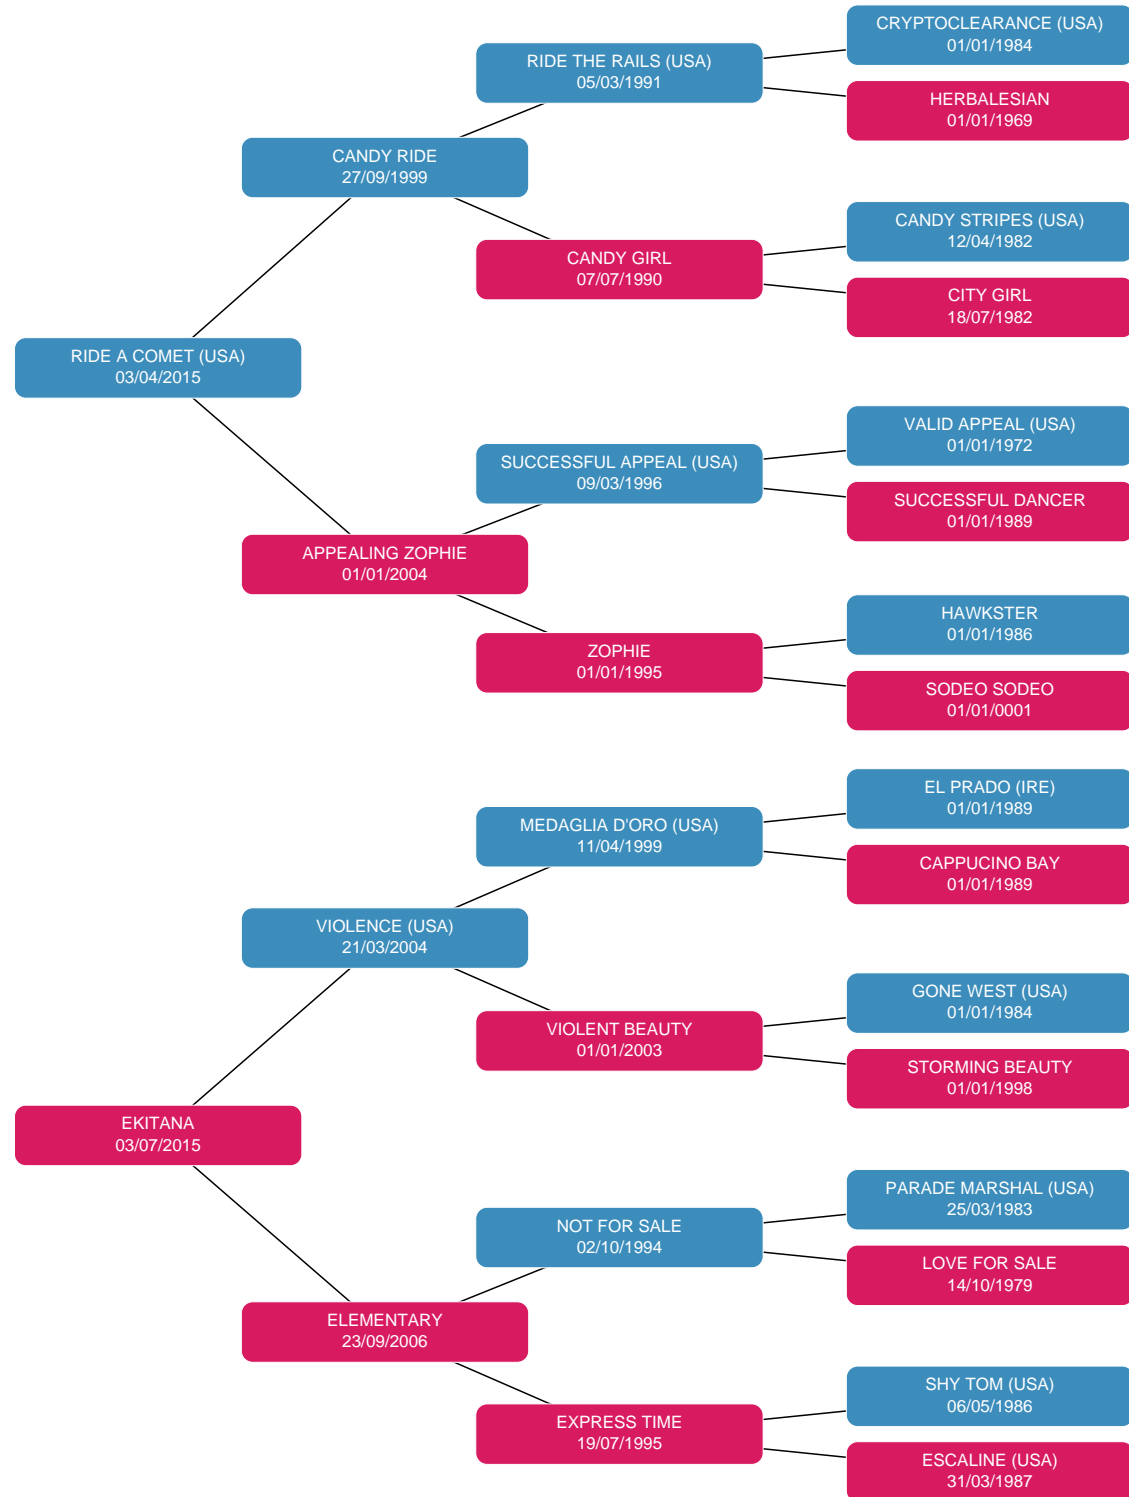 CRYPTOCLEARANCE (USA)
01/01/1984
RIDE THE RAILS (USA)
05/03/1991
HERBALESIAN
01/01/1969
CANDY RIDE
27/09/1999
CANDY STRIPES (USA)
12/04/1982
CANDY GIRL
07/07/1990
CITY GIRL
18/07/1982
RIDE A COMET (USA)
03/04/2015
VALID APPEAL (USA)
01/01/1972
SUCCESSFUL APPEAL (USA)
09/03/1996
SUCCESSFUL DANCER
01/01/1989
APPEALING ZOPHIE
01/01/2004
HAWKSTER
01/01/1986
ZOPHIE
01/01/1995
SODEO SODEO
01/01/0001
EL PRADO (IRE)
01/01/1989
MEDAGLIA D'ORO (USA)
11/04/1999
CAPPUCINO BAY
01/01/1989
VIOLENCE (USA)
21/03/2004
GONE WEST (USA)
01/01/1984
VIOLENT BEAUTY
01/01/2003
STORMING BEAUTY
01/01/1998
EKITANA
03/07/2015
PARADE MARSHAL (USA)
25/03/1983
NOT FOR SALE
02/10/1994
LOVE FOR SALE
14/10/1979
ELEMENTARY
23/09/2006
SHY TOM (USA)
06/05/1986
EXPRESS TIME
19/07/1995
ESCALINE (USA)
31/03/1987